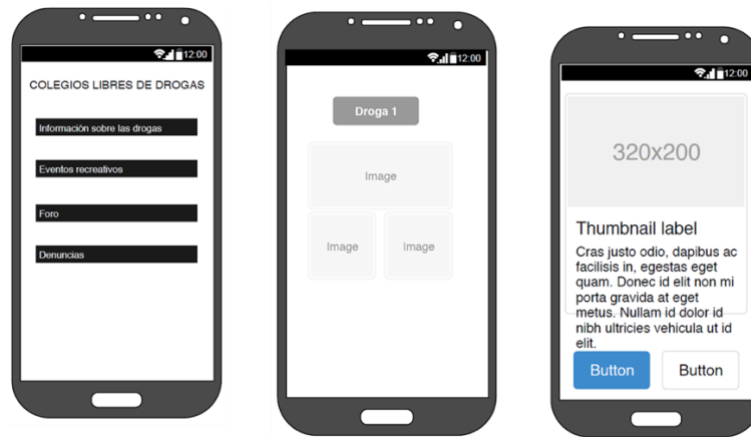 12:00
COLEGIOS LIBRES DE DROGAS
Información sobre las drogas
Eventos recreativos
Foro
Denuncias
12:00
Droga 1
Image
Image
Image
12:00
320x200
Thumbnail label
Cras justo odio, dapibus ac
facilisis in, egestas eget
quam. Donec id elit non mi
porta gravida at eget
metus. Nullam id dolor id
nibh ultricies vehicula ut id
elit.
Button
Button